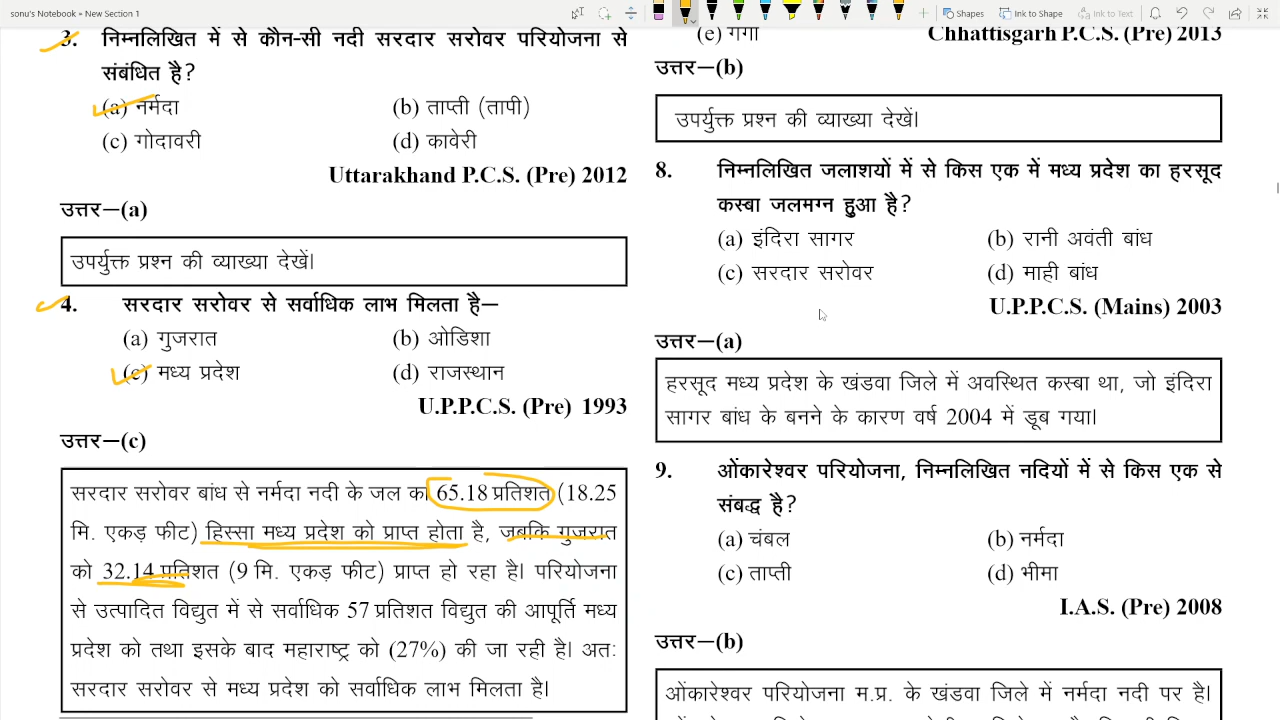 sonu's Notebook » New Section 1
Shapes
Ink to Shape
Ink to Text
3. निम्नलिखित में से कौन-सी नदी सरदार सरोवर परियोजना से
संबंधित है?
(a) नर्मदा (b) ताप्ती (तापी)
(c) गोदावरी (d) कावेरी
Uttarakhand P.C.S. (Pre) 2012
उत्तर—(a)
उपर्युक्त प्रश्न की व्याख्या देखें।
4. सरदार सरोवर से सर्वाधिक लाभ मिलता है—
(a) गुजरात (b) ओडिशा
(c) मध्य प्रदेश (d) राजस्थान
U.P.P.C.S. (Pre) 1993
उत्तर—(c)
सरदार सरोवर बांध से नर्मदा नदी के जल का 65.18 प्रतिशत (18.25
मि. एकड़ फीट) हिस्सा मध्य प्रदेश को प्राप्त होता है, जबकि गुजरात
को 32.14 प्रतिशत (9 मि. एकड़ फीट) प्राप्त हो रहा है। परियोजना
से उत्पादित विद्युत में से सर्वाधिक 57 प्रतिशत विद्युत की आपूर्ति मध्य
प्रदेश को तथा इसके बाद महाराष्ट्र को (27%) की जा रही है। अतः
सरदार सरोवर से मध्य प्रदेश को सर्वाधिक लाभ मिलता है।
(e) गंगा Chhattisgarh P.C.S. (Pre) 2013
उत्तर—(b)
उपर्युक्त प्रश्न की व्याख्या देखें।
8. निम्नलिखित जलाशयों में से किस एक में मध्य प्रदेश का हरसूद
कस्बा जलमग्न हुआ है?
(a) इंदिरा सागर (b) रानी अवंती बांध
(c) सरदार सरोवर (d) माही बांध
U.P.P.C.S. (Mains) 2003
उत्तर—(a)
हरसूद मध्य प्रदेश के खंडवा जिले में अवस्थित कस्बा था, जो इंदिरा
सागर बांध के बनने के कारण वर्ष 2004 में डूब गया।
9. ओंकारेश्वर परियोजना, निम्नलिखित नदियों में से किस एक से
संबद्ध है?
(a) चंबल (b) नर्मदा
(c) ताप्ती (d) भीमा
I.A.S. (Pre) 2008
उत्तर—(b)
ओंकारेश्वर परियोजना म.प्र. के खंडवा जिले में नर्मदा नदी पर है।